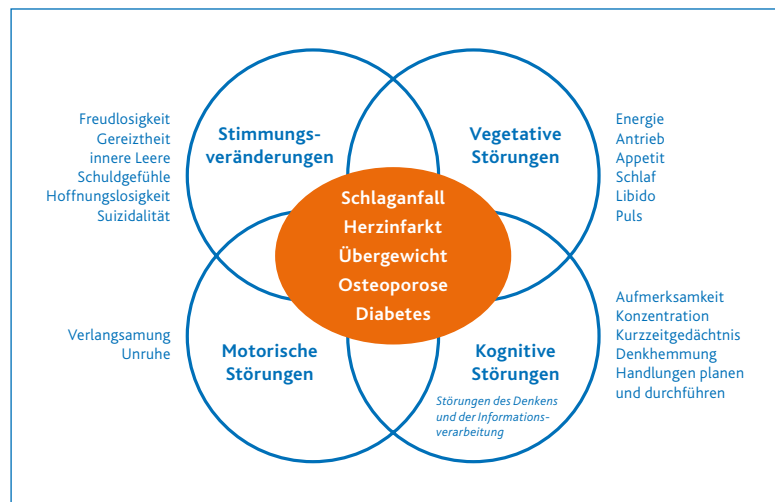 Freudlosigkeit
Gereiztheit
innere Leere
Schuldgefühle
Hoffnungslosigkeit
Suizidalität
Stimmungs-
veränderungen
Vegetative
Störungen
Energie
Antrieb
Appetit
Schlaf
Libido
Puls
Schlaganfall
Herzinfarkt
Übergewicht
Osteoporose
Diabetes
Verlangsamung
Unruhe
Motorische
Störungen
Kognitive
Störungen
Störungen des Denkens
und der Informations-
verarbeitung
Aufmerksamkeit
Konzentration
Kurzzeitgedächtnis
Denkhemmung
Handlungen planen
und durchführen